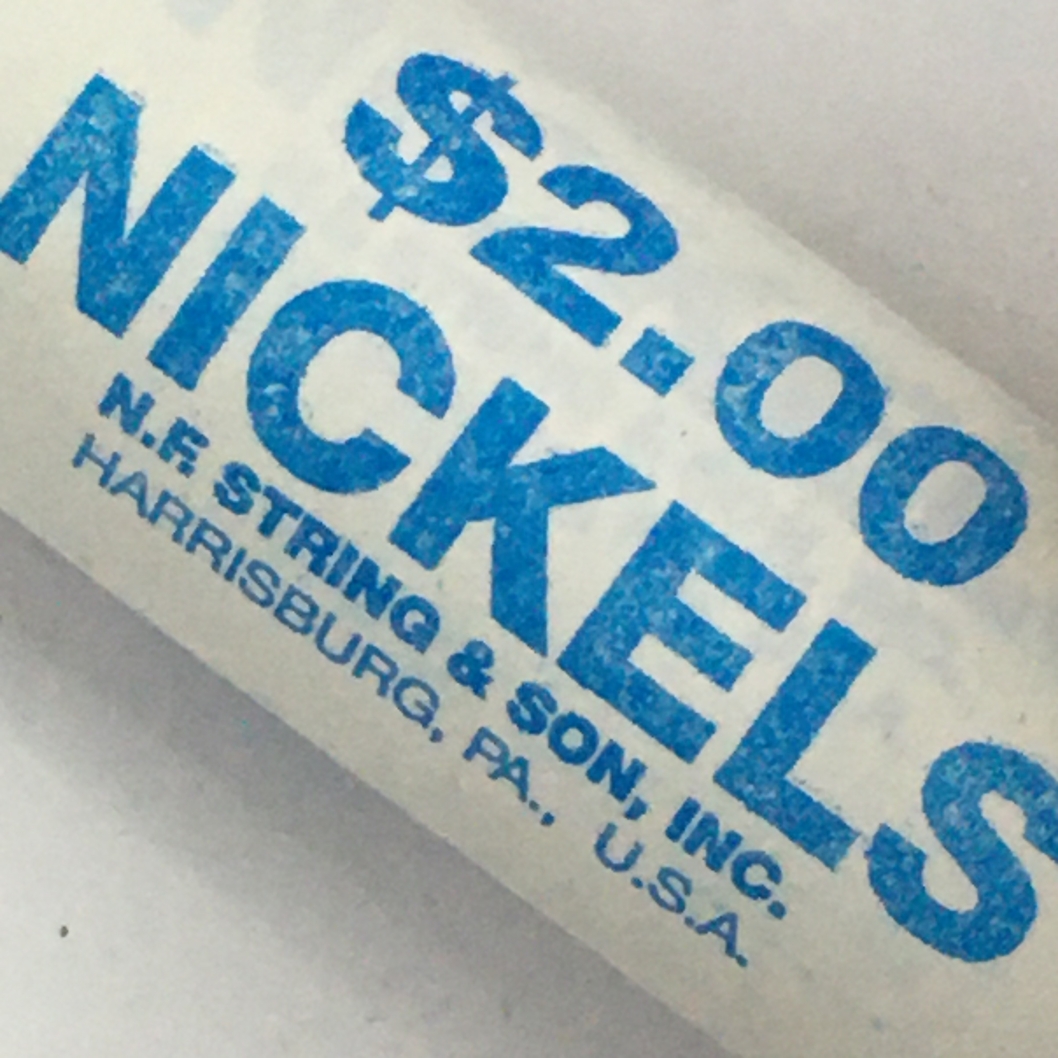 $2.00
NICKELS
N.F. STRING & SON, INC.
HARRISBURG, PA., U.S.A.